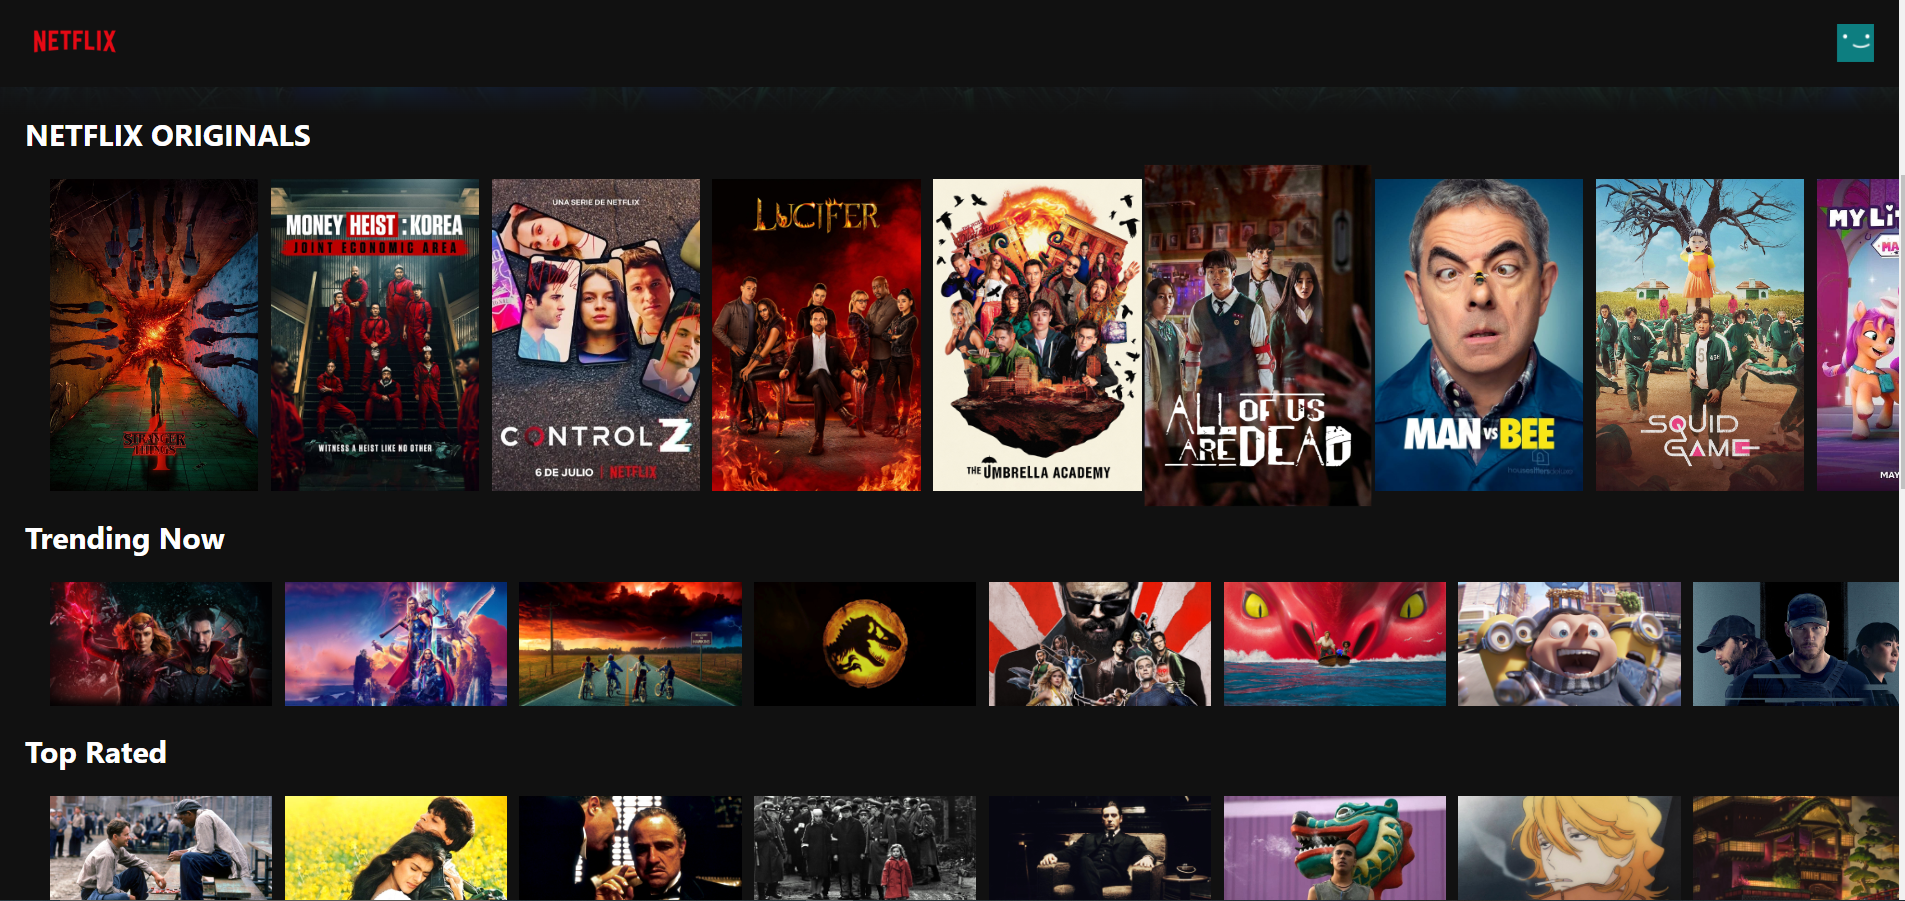 NETFLIX
NETFLIX ORIGINALS
STRANGER
THINGS
4
MONEY HEIST : KOREA
JOINT ECONOMIC AREA
WITNESS A HEIST LIKE NO OTHER
UNA SERIE DE NETFLIX
CONTROL Z
6 DE JULIO | NETFLIX
LUCIFER
THE UMBRELLA ACADEMY
ALL OF US
ARE DEAD
MAN VS BEE
SQUID
GAME
MY LIT
MA
MAY
Trending Now
Top Rated